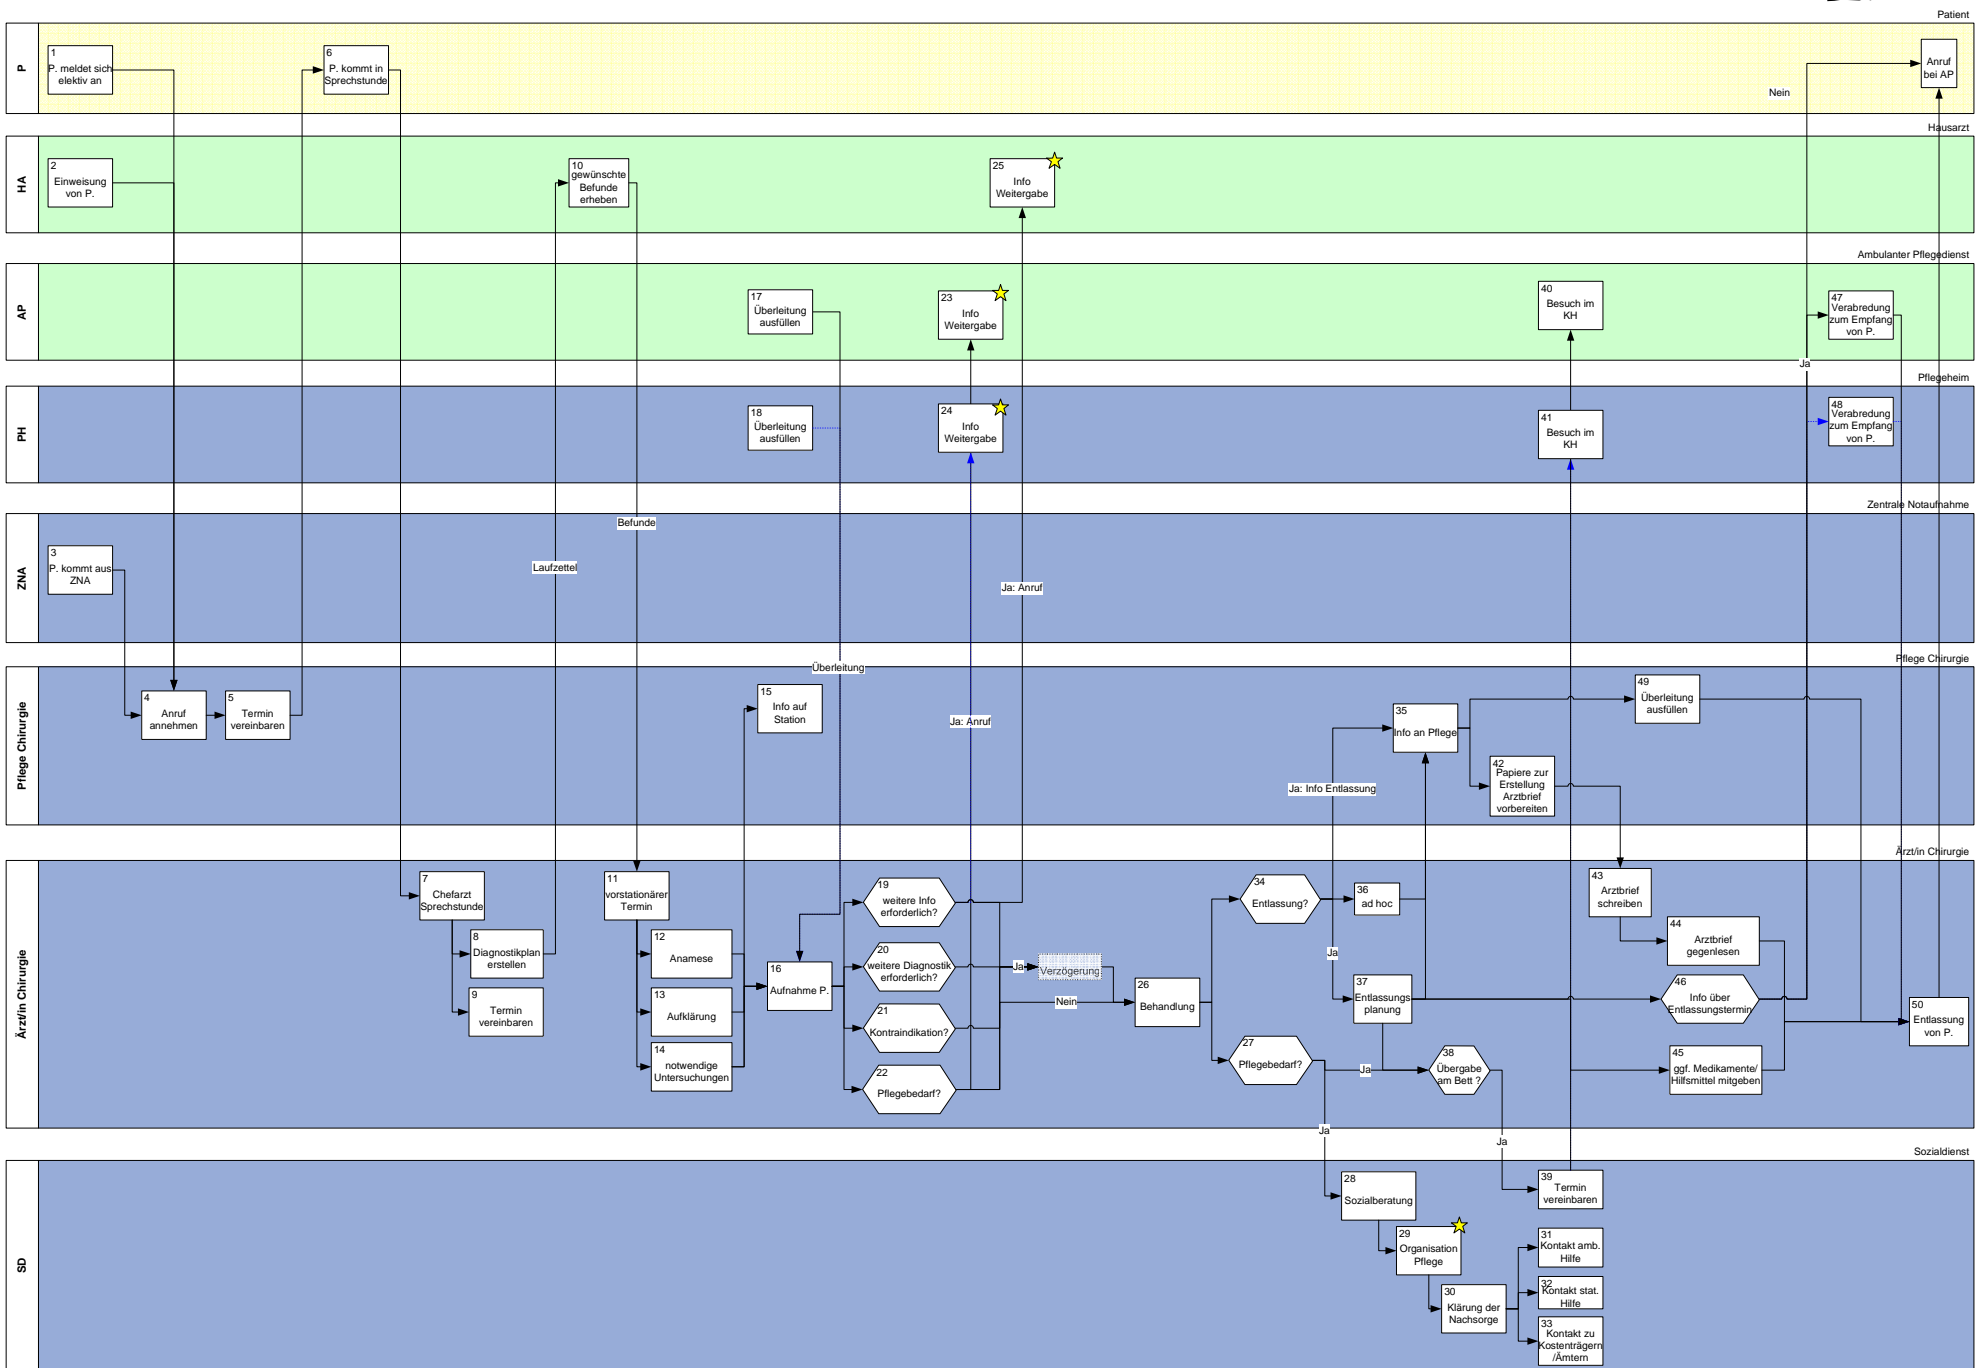 Patient
P
1
P. meldet sich
elektiv an
6
P. kommt in
Sprechstunde
Anruf
bei AP
Nein
Hausarzt
HA
2
Einweisung
von P.
10
gewünschte
Befunde
erheben
25
Info
Weitergabe
Ambulanter Pflegedienst
AP
17
Überleitung
ausfüllen
23
Info
Weitergabe
40
Besuch im
KH
47
Verabredung
zum Empfang
von P.
Ja
Pflegeheim
PH
18
Überleitung
ausfüllen
24
Info
Weitergabe
41
Besuch im
KH
48
Verabredung
zum Empfang
von P.
Zentrale Notaufnahme
ZNA
3
P. kommt aus
ZNA
Befunde
Laufzettel
Ja: Anruf
Überleitung
Pflege Chirurgie
Pflege Chirurgie
4
Anruf
annehmen
5
Termin
vereinbaren
15
Info auf
Station
Ja: Anruf
35
Info an Pflege
49
Überleitung
ausfüllen
42
Papiere zur
Erstellung
Arztbrief
vorbereiten
Ja: Info Entlassung
Ärzt/in Chirurgie
Ärzt/in Chirurgie
7
Chefarzt
Sprechstunde
8
Diagnostikplan
erstellen
9
Termin
vereinbaren
11
vorstationärer
Termin
12
Anamese
13
Aufklärung
14
notwendige
Untersuchungen
16
Aufnahme P.
19
weitere Info
erforderlich?
20
weitere Diagnostik
erforderlich?
21
Kontraindikation?
22
Pflegebedarf?
Ja
Verzögerung
Nein
26
Behandlung
34
Entlassung?
36
ad hoc
Ja
37
Entlassungs
planung
27
Pflegebedarf?
Ja
38
Übergabe
am Bett ?
43
Arztbrief
schreiben
44
Arztbrief
gegenlesen
46
Info über
Entlassungstermin
45
ggf. Medikamente/
Hilfsmittel mitgeben
50
Entlassung
von P.
Ja
Ja
Sozialdienst
SD
28
Sozialberatung
29
Organisation
Pflege
30
Klärung der
Nachsorge
39
Termin
vereinbaren
31
Kontakt amb.
Hilfe
32
Kontakt stat.
Hilfe
33
Kontakt zu
Kostenträgern
/Ämtern